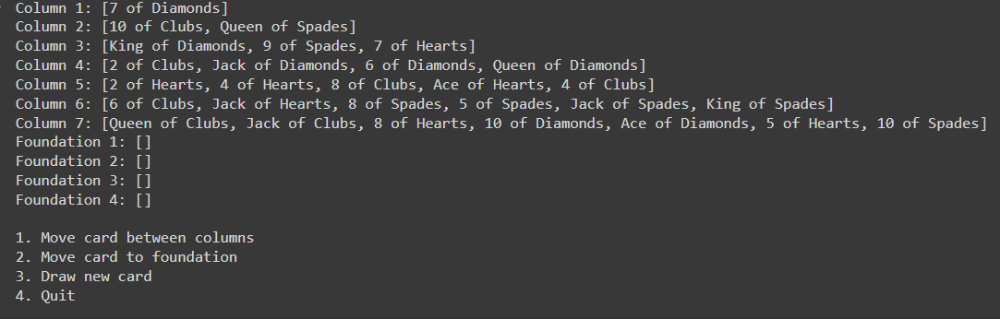 Column 1: [7 of Diamonds]
Column 2: [10 of Clubs, Queen of Spades]
Column 3: [King of Diamonds, 9 of Spades, 7 of Hearts]
Column 4: [2 of Clubs, Jack of Diamonds, 6 of Diamonds, Queen of Diamonds]
Column 5: [2 of Hearts, 4 of Hearts, 8 of Clubs, Ace of Hearts, 4 of Clubs]
Column 6: [6 of Clubs, Jack of Hearts, 8 of Spades, 5 of Spades, Jack of Spades, King of Spades]
Column 7: [Queen of Clubs, Jack of Clubs, 8 of Hearts, 10 of Diamonds, Ace of Diamonds, 5 of Hearts, 10 of Spades]
Foundation 1: []
Foundation 2: []
Foundation 3: []
Foundation 4: []
1. Move card between columns
2. Move card to foundation
3. Draw new card
4. Quit